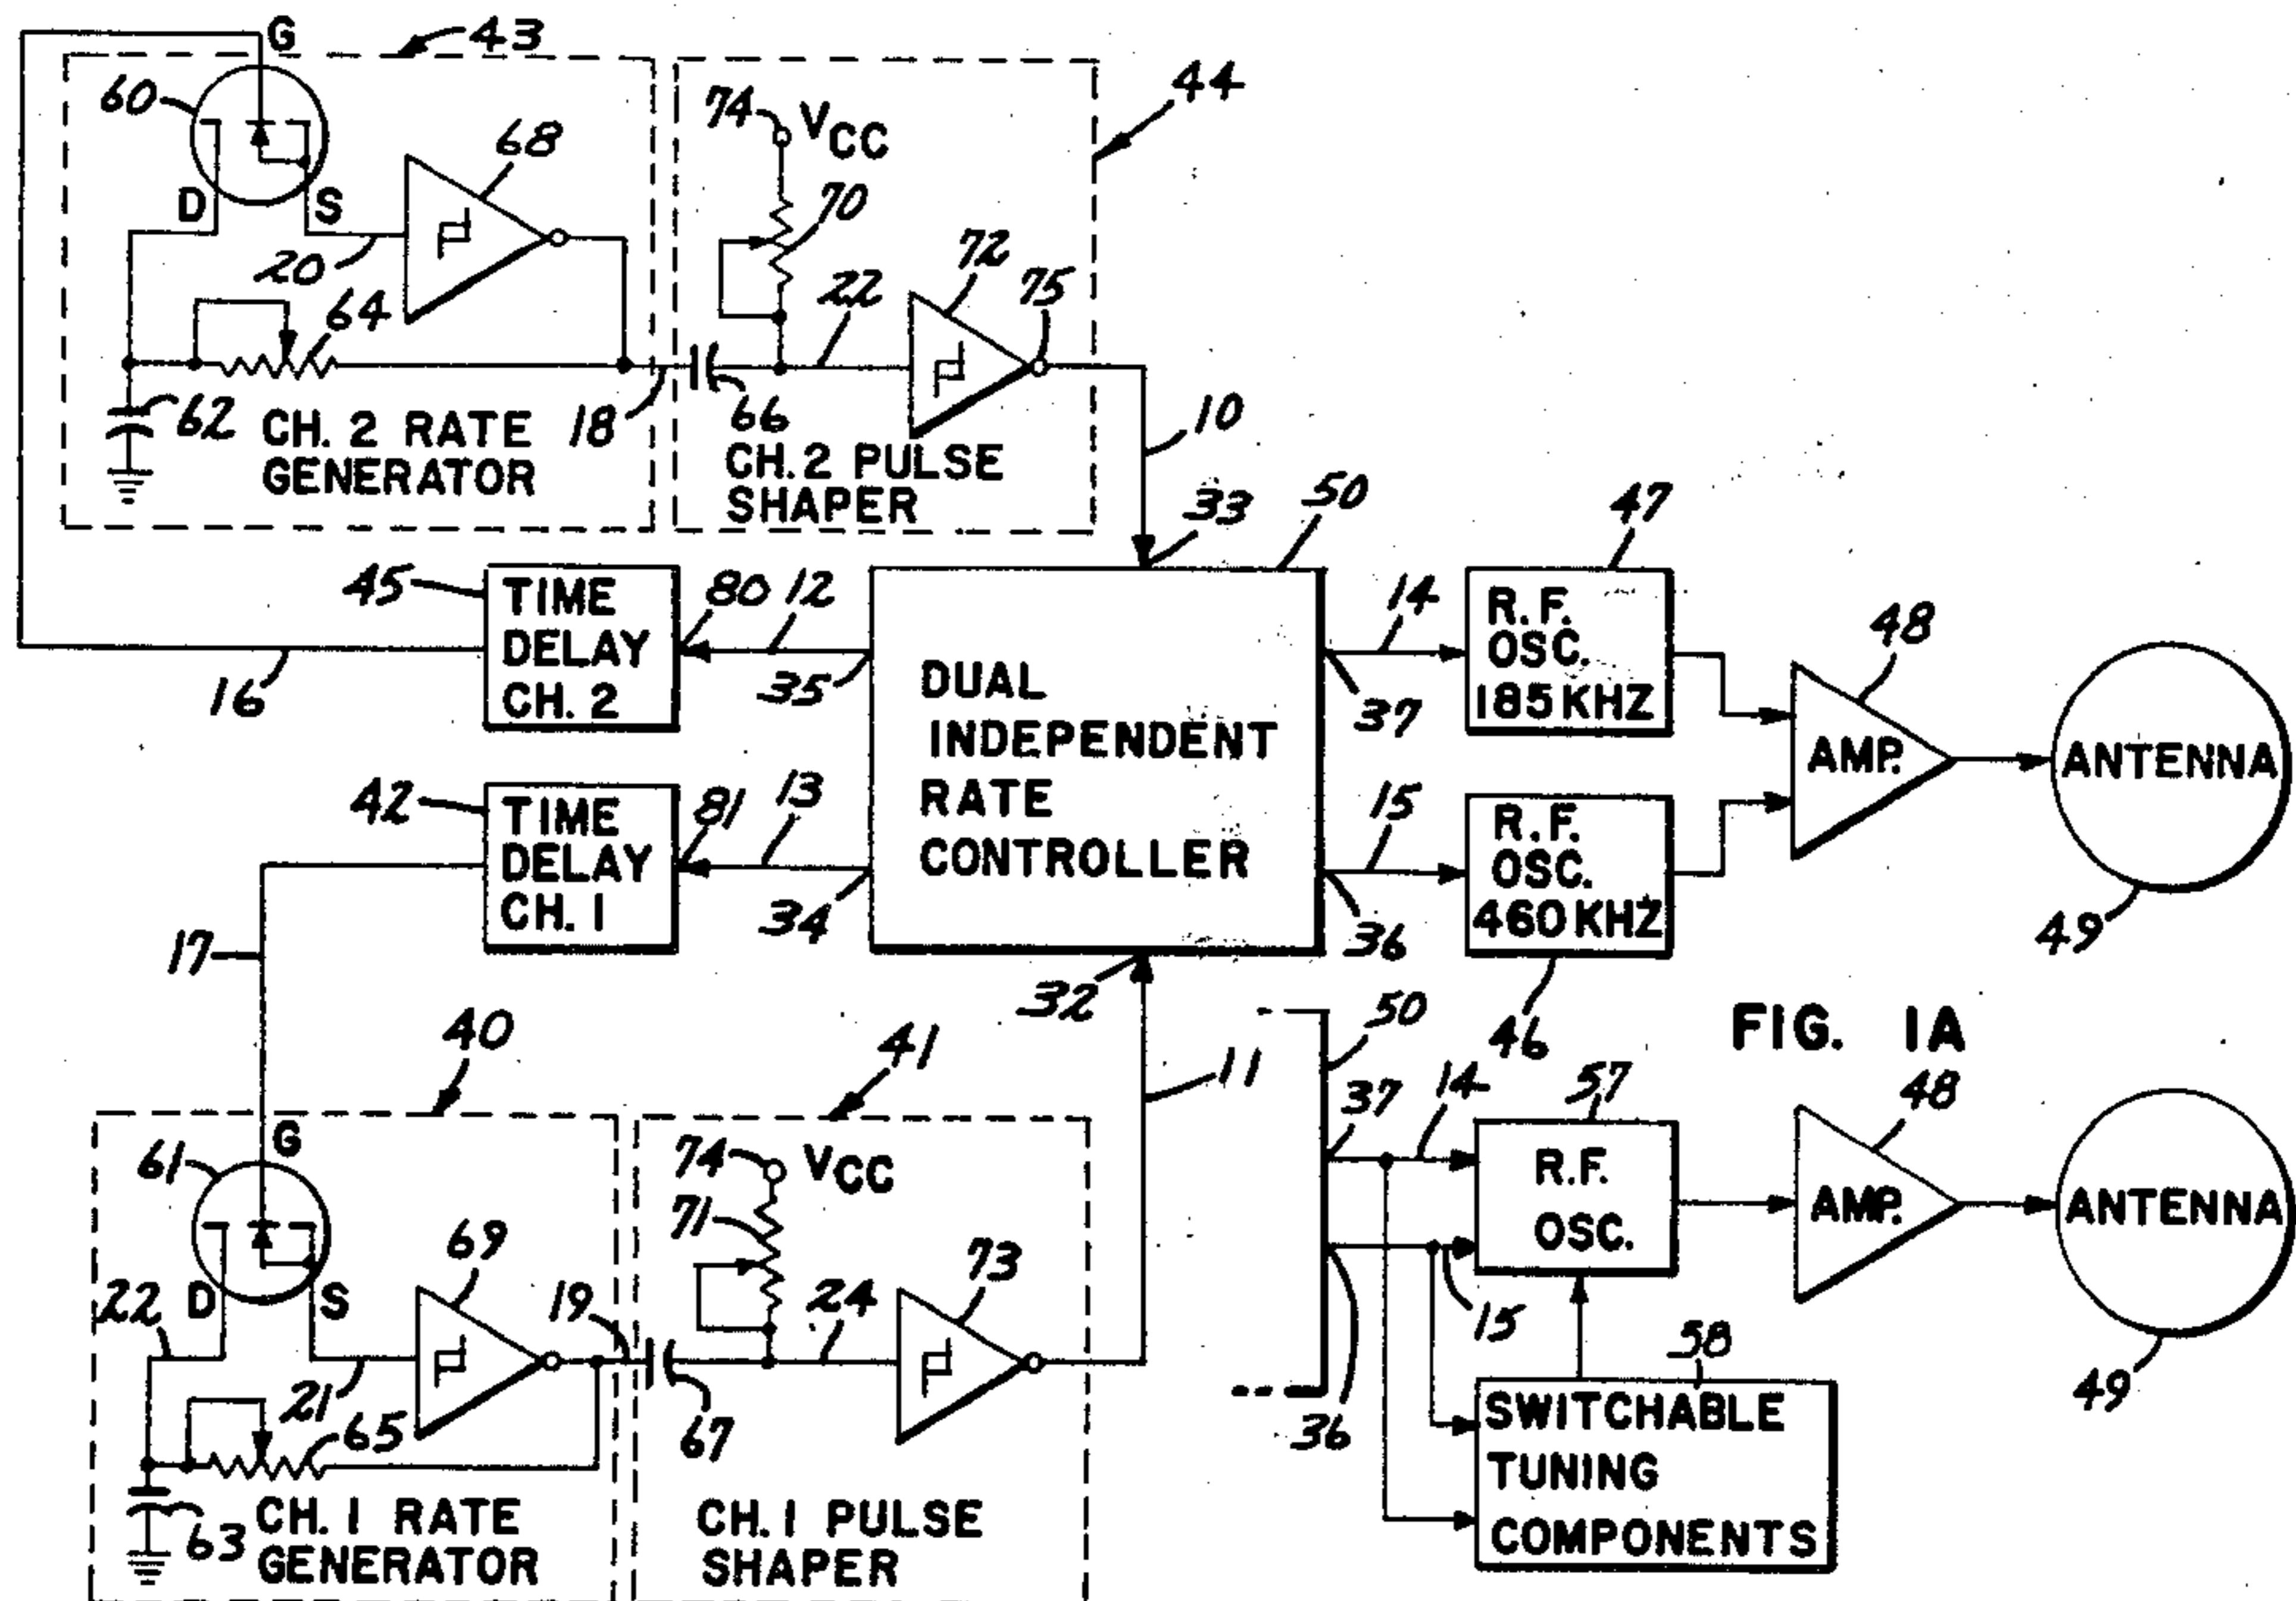 G
43
60
68
74
VCC
44
D
S
20
70
72
75
22
64
62
CH. 2 RATE
GENERATOR
18
66
CH. 2 PULSE
SHAPER
10
33
50
47
45
TIME
DELAY
CH. 2
80
12
35
16
DUAL
INDEPENDENT
RATE
CONTROLLER
14
37
R.F.
OSC.
185 KHZ
48
AMP.
ANTENNA
49
42
TIME
DELAY
CH. 1
81
13
34
17
15
36
R.F.
OSC.
460 KHZ
46
32
FIG. 1A
40
41
11
50
37
14
57
48
G
61
74
VCC
71
69
73
22
D
S
21
19
24
65
67
63
CH. 1 RATE
GENERATOR
CH. 1 PULSE
SHAPER
R.F.
OSC.
AMP.
ANTENNA
15
36
58
49
SWITCHABLE
TUNING
COMPONENTS